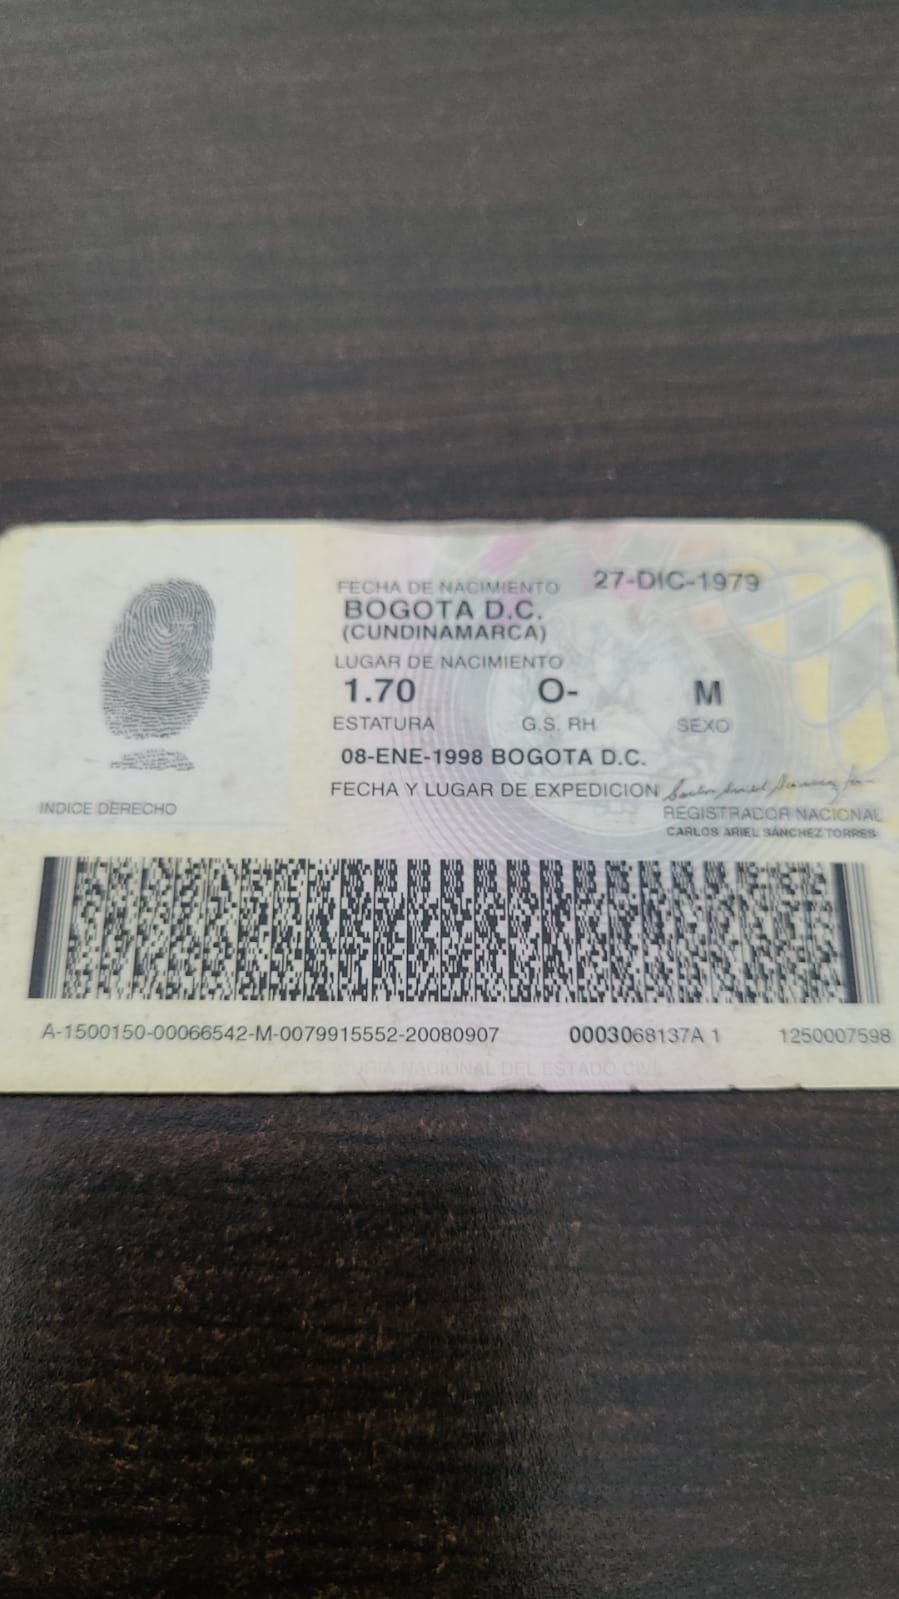 FECHA DE NACIMIENTO 27-DIC-1979
BOGOTA D.C.
(CUNDINAMARCA)
LUGAR DE NACIMIENTO
1.70 O- M
ESTATURA G.S. RH SEXO
08-ENE-1998 BOGOTA D.C.
FECHA Y LUGAR DE EXPEDICION
INDICE DERECHO
REGISTRADOR NACIONAL
CARLOS ARIEL SÁNCHEZ TORRES
A-1500150-00066542-M-0079915552-20080907 0003068137A 1 1250007598
NACIONAL DEL ESTADO CIVIL